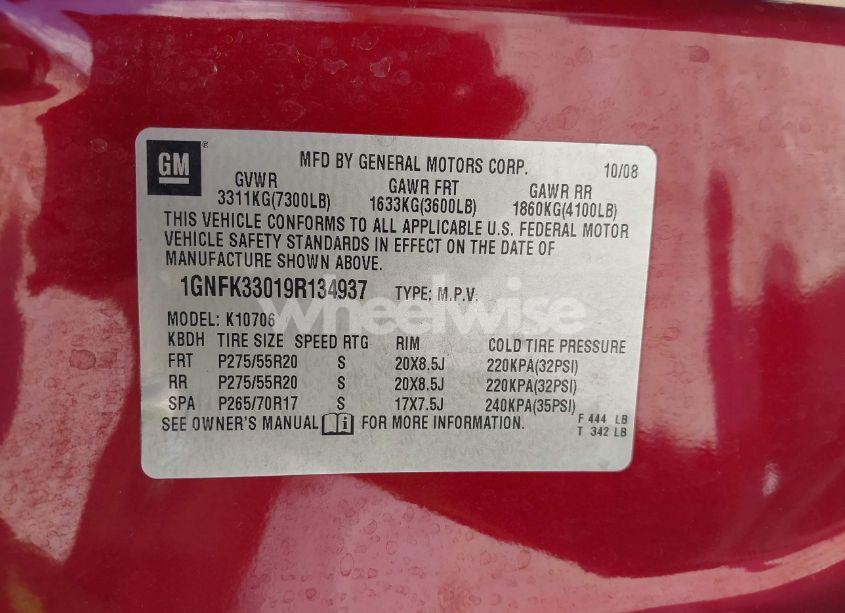 GM
MFD BY GENERAL MOTORS CORP. 10/08
GVWR GAWR FRT GAWR RR
3311KG(7300LB) 1633KG(3600LB) 1860KG(4100LB)
THIS VEHICLE CONFORMS TO ALL APPLICABLE U.S. FEDERAL MOTOR
VEHICLE SAFETY STANDARDS IN EFFECT ON THE DATE OF
MANUFACTURE SHOWN ABOVE.
1GNFK33019R134937 TYPE: M.P.V.
wheelwise
MODEL: K10706
KBDH TIRE SIZE SPEED RTG RIM COLD TIRE PRESSURE
FRT P275/55R20 S 20X8.5J 220KPA(32PSI)
RR P275/55R20 S 20X8.5J 220KPA(32PSI)
SPA P265/70R17 S 17X7.5J 240KPA(35PSI)
SEE OWNER'S MANUAL FOR MORE INFORMATION. F 444 LB
T 342 LB